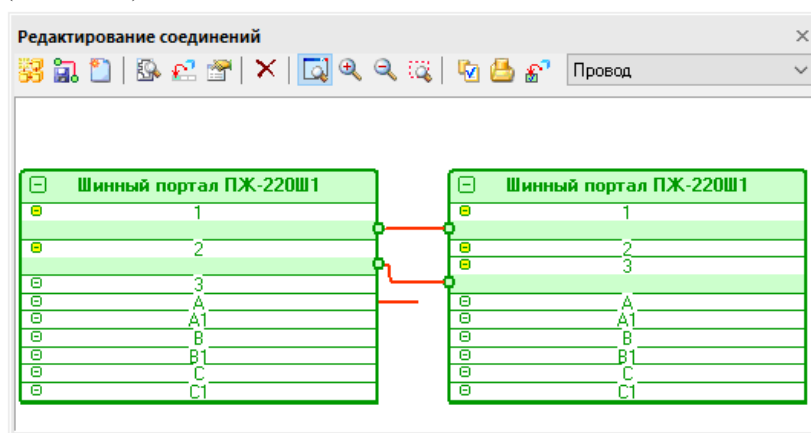 Редактирование соединений
Провод
Шинный портал ПЖ-220Ш1
1
2
3
A
A1
B
B1
C
C1
Шинный портал ПЖ-220Ш1
1
2
3
A
A1
B
B1
C
C1